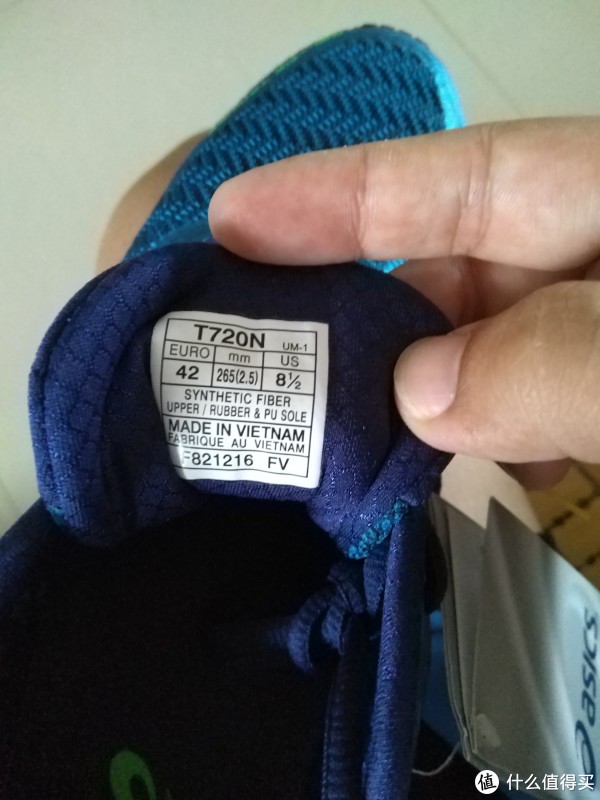 T720N UM-1
EURO mm US
42 265(2.5) 8½
SYNTHETIC FIBER
UPPER / RUBBER & PU SOLE
MADE IN VIETNAM
FABRIQUE AU VIETNAM
F821216 FV
asics
值 什么值得买